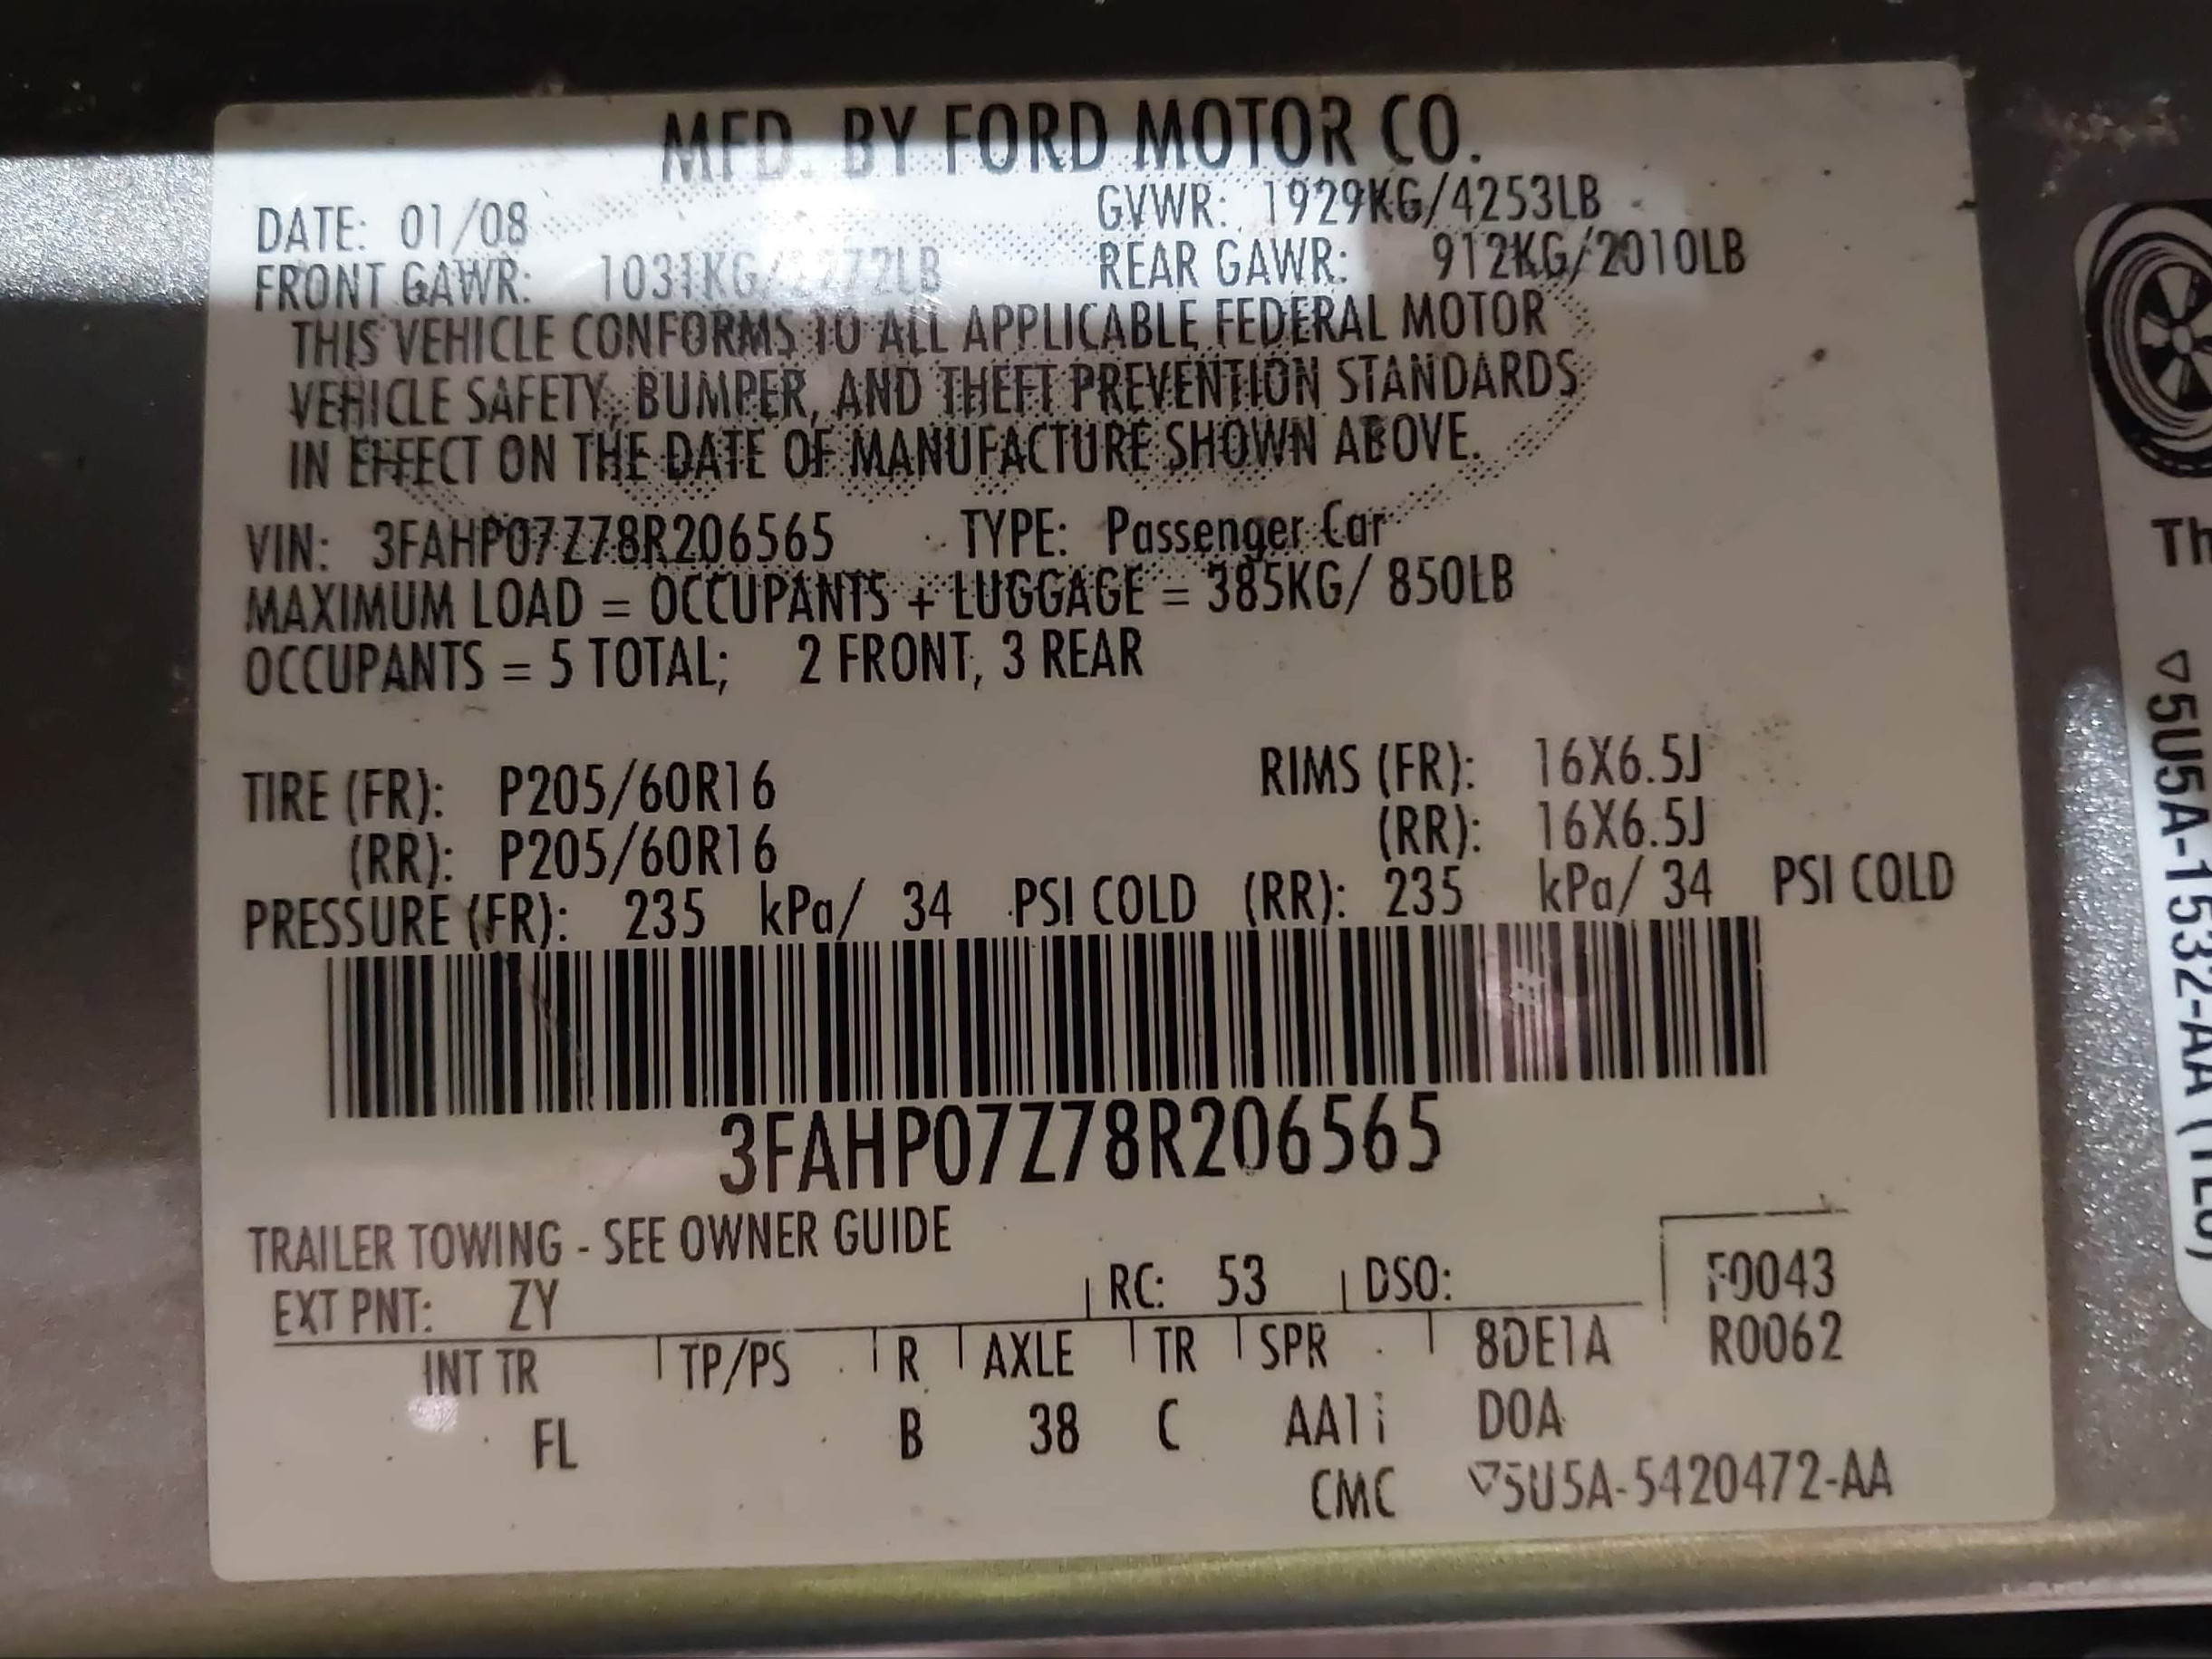 MFD. BY FORD MOTOR CO.
DATE: 01/08 GVWR: 1929KG/4253LB
FRONT GAWR: 1031KG/2272LB REAR GAWR: 912KG/2010LB
THIS VEHICLE CONFORMS TO ALL APPLICABLE FEDERAL MOTOR
VEHICLE SAFETY, BUMPER, AND THEFT PREVENTION STANDARDS
IN EFFECT ON THE DATE OF MANUFACTURE SHOWN ABOVE.
VIN: 3FAHP07Z78R206565 TYPE: Passenger Car
MAXIMUM LOAD = OCCUPANTS + LUGGAGE = 385KG/ 850LB
OCCUPANTS = 5 TOTAL; 2 FRONT, 3 REAR
TIRE (FR): P205/60R16 RIMS (FR): 16X6.5J
(RR): P205/60R16 (RR): 16X6.5J
PRESSURE (FR): 235 kPa/ 34 PSI COLD (RR): 235 kPa/ 34 PSI COLD
3FAHP07Z78R206565
TRAILER TOWING - SEE OWNER GUIDE
EXT PNT: ZY RC: 53 DSO: F0043
INT TR TP/PS R AXLE TR SPR 8DE1A R0062
FL B 38 C AA11 DOA
CMC ▽5U5A-5420472-AA
Th
▽5U5A-1532-AA